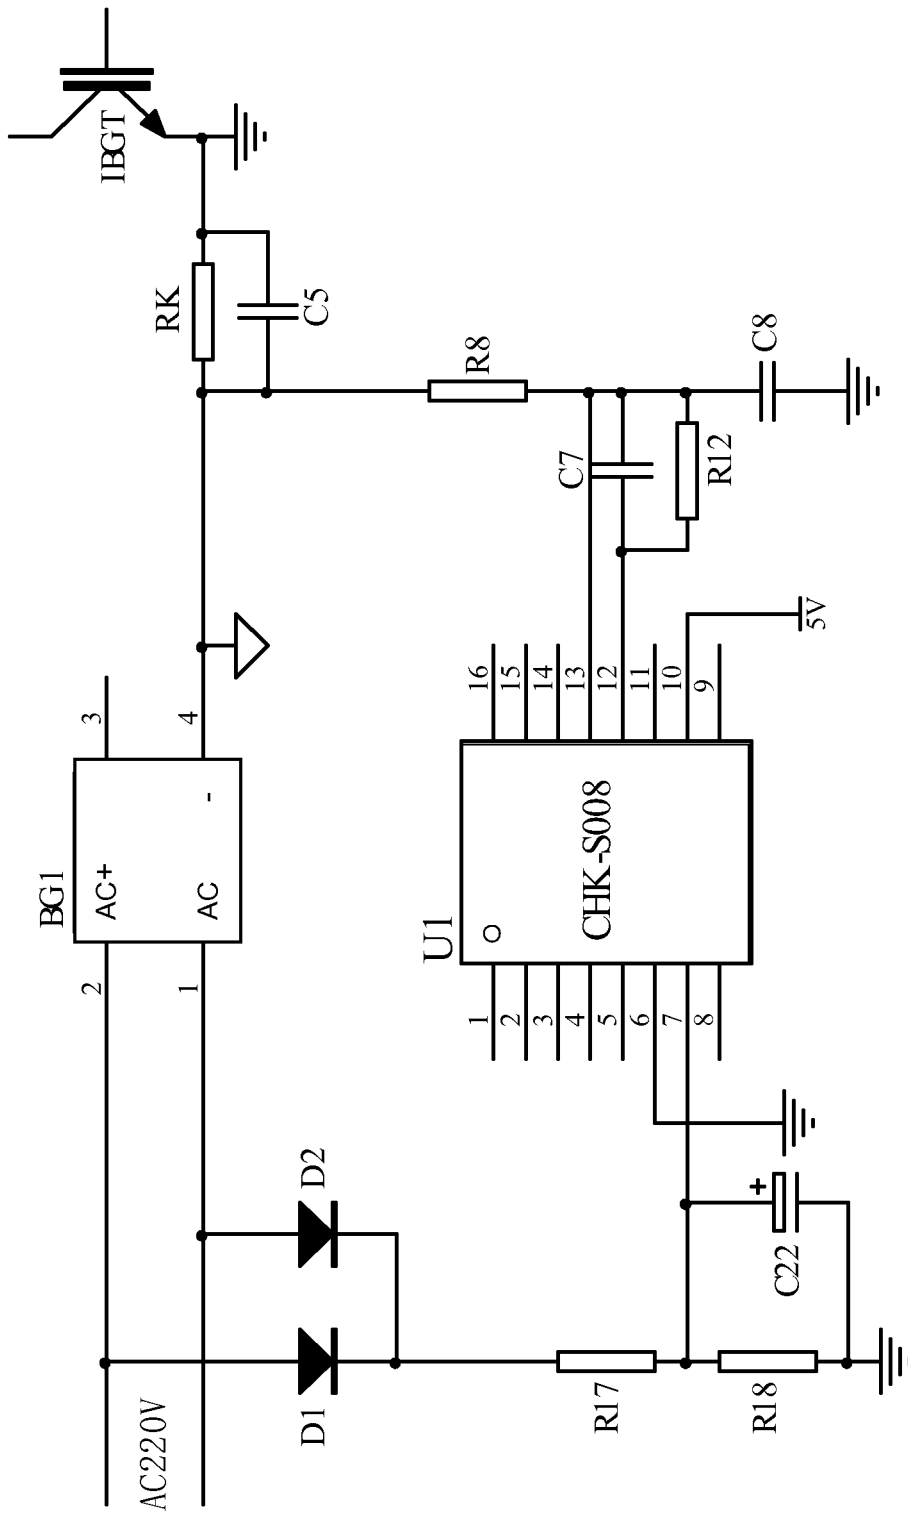 IBGT
RK
C5
R8
C8
C7
R12
5V
3
4
16
15
14
13
12
11
10
9
BG1
AC+
AC -
U1
CHK-S008
2
1
1
2
3
4
5
6
7
8
D2
D1
+
C22
R17
R18
AC220V